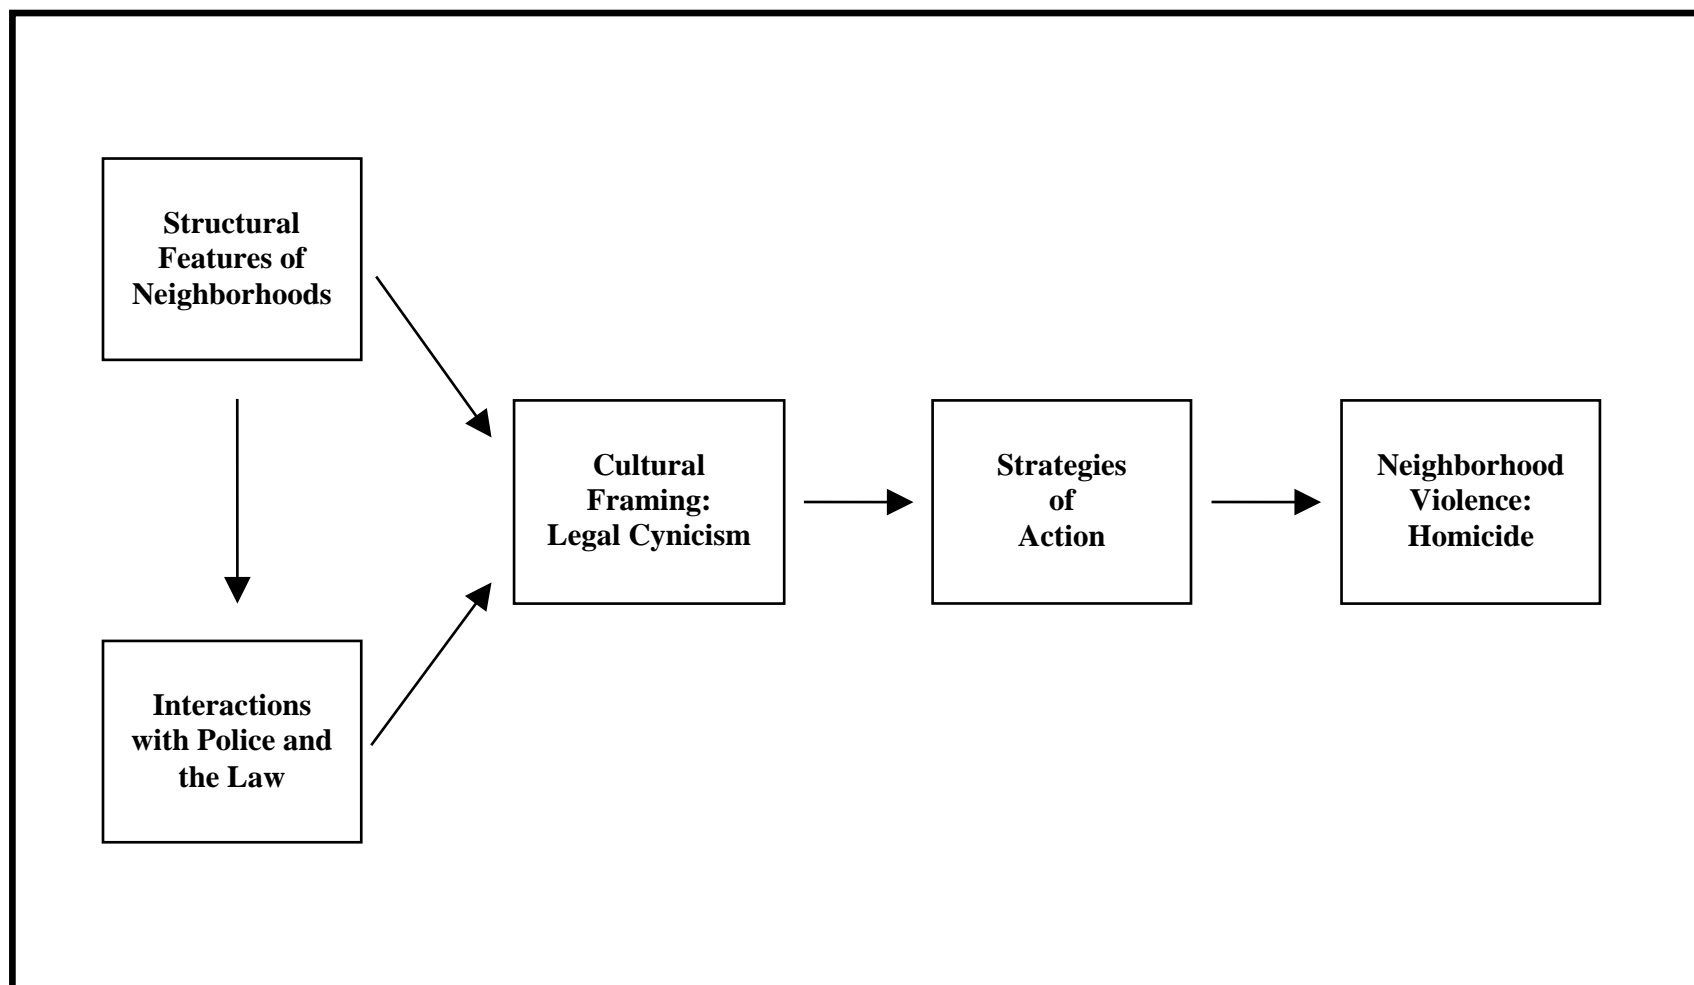 Structural
Features of
Neighborhoods
Interactions
with Police and
the Law
Cultural
Framing:
Legal Cynicism
Strategies
of
Action
Neighborhood
Violence:
Homicide